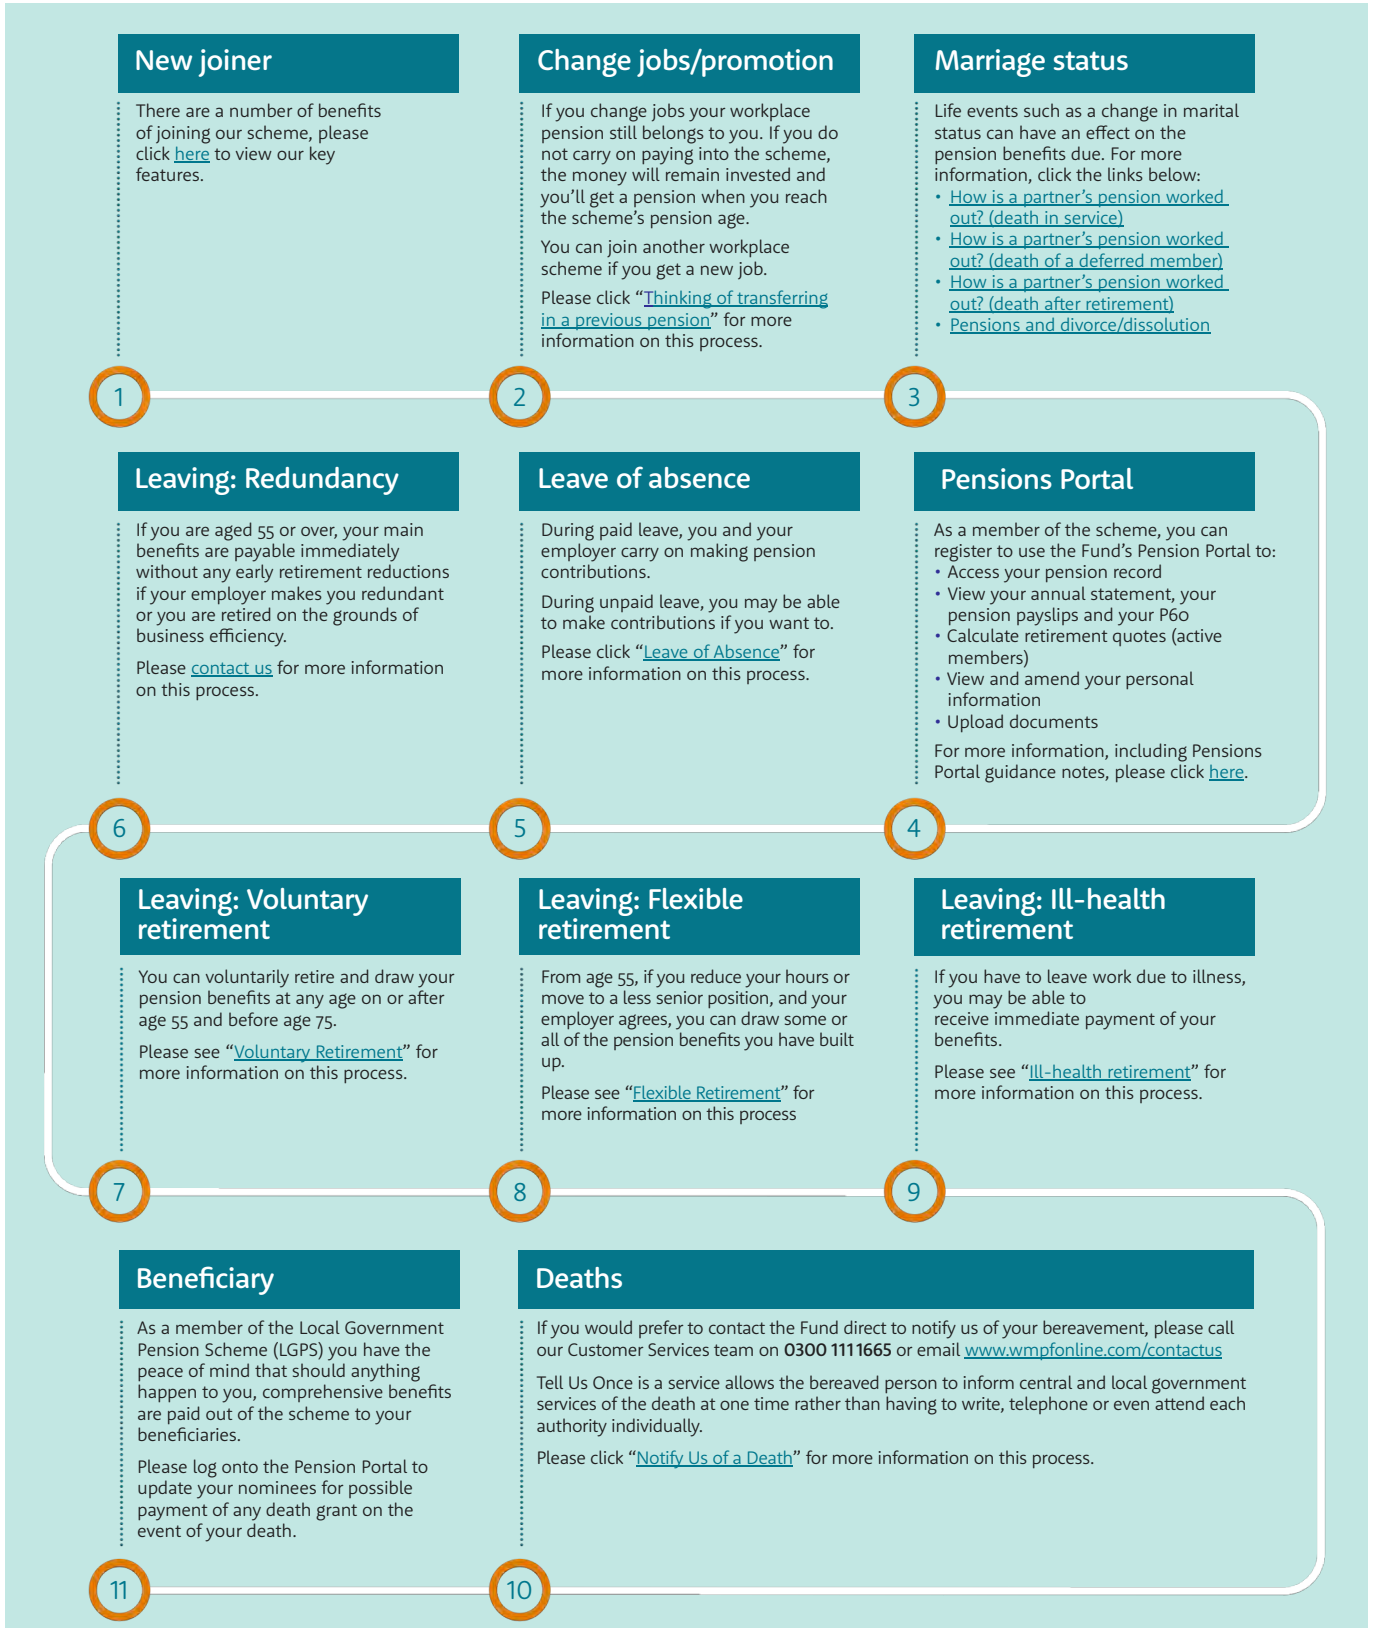 New joiner
There are a number of benefits
of joining our scheme, please
click here to view our key
features.
1
Change jobs/promotion
If you change jobs your workplace
pension still belongs to you. If you do
not carry on paying into the scheme,
the money will remain invested and
you'll get a pension when you reach
the scheme's pension age.
You can join another workplace
scheme if you get a new job.
Please click “Thinking of transferring
in a previous pension” for more
information on this process.
2
Marriage status
Life events such as a change in marital
status can have an effect on the
pension benefits due. For more
information, click the links below:
• How is a partner's pension worked
out? (death in service)
• How is a partner's pension worked
out? (death of a deferred member)
• How is a partner's pension worked
out? (death after retirement)
• Pensions and divorce/dissolution
3
Pensions Portal
As a member of the scheme, you can
register to use the Fund's Pension Portal to:
• Access your pension record
• View your annual statement, your
pension payslips and your P60
• Calculate retirement quotes (active
members)
• View and amend your personal
information
• Upload documents
For more information, including Pensions
Portal guidance notes, please click here.
4
Leave of absence
During paid leave, you and your
employer carry on making pension
contributions.
During unpaid leave, you may be able
to make contributions if you want to.
Please click “Leave of Absence” for
more information on this process.
5
Leaving: Redundancy
If you are aged 55 or over, your main
benefits are payable immediately
without any early retirement reductions
if your employer makes you redundant
or you are retired on the grounds of
business efficiency.
Please contact us for more information
on this process.
6
Leaving: Voluntary
retirement
You can voluntarily retire and draw your
pension benefits at any age on or after
age 55 and before age 75.
Please see “Voluntary Retirement” for
more information on this process.
7
Leaving: Flexible
retirement
From age 55, if you reduce your hours or
move to a less senior position, and your
employer agrees, you can draw some or
all of the pension benefits you have built
up.
Please see “Flexible Retirement” for
more information on this process
8
Leaving: Ill-health
retirement
If you have to leave work due to illness,
you may be able to
receive immediate payment of your
benefits.
Please see “Ill-health retirement” for
more information on this process.
9
Deaths
If you would prefer to contact the Fund direct to notify us of your bereavement, please call
our Customer Services team on 0300 1111665 or email www.wmpfonline.com/contactus
Tell Us Once is a service allows the bereaved person to inform central and local government
services of the death at one time rather than having to write, telephone or even attend each
authority individually.
Please click “Notify Us of a Death” for more information on this process.
10
Beneficiary
As a member of the Local Government
Pension Scheme (LGPS) you have the
peace of mind that should anything
happen to you, comprehensive benefits
are paid out of the scheme to your
beneficiaries.
Please log onto the Pension Portal to
update your nominees for possible
payment of any death grant on the
event of your death.
11